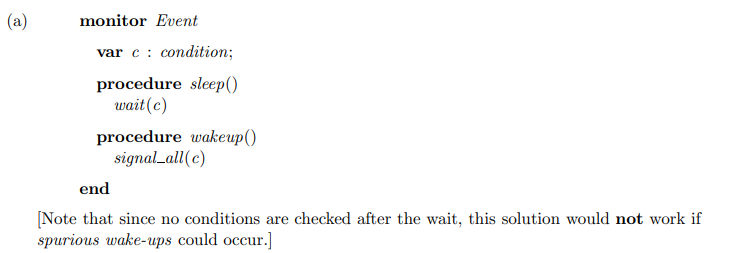 (a) monitor Event
var c : condition;
procedure sleep()
wait(c)
procedure wakeup()
signal_all(c)
end
[Note that since no conditions are checked after the wait, this solution would not work if
spurious wake-ups could occur.]